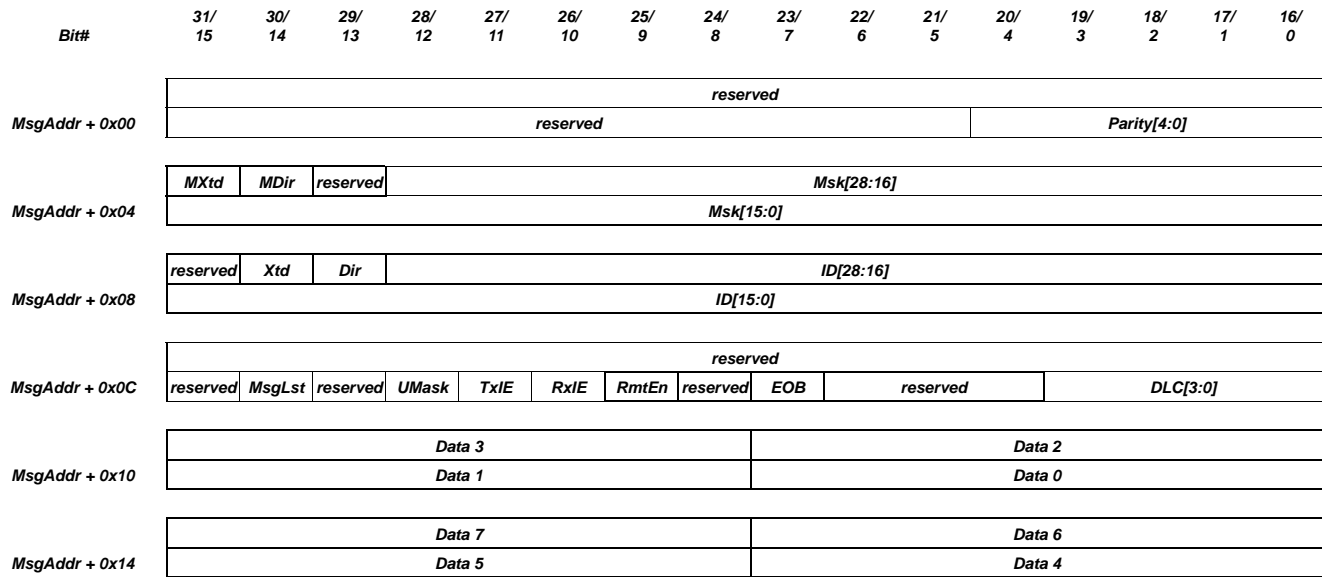 31/ 30/ 29/ 28/ 27/ 26/ 25/ 24/ 23/ 22/ 21/ 20/ 19/ 18/ 17/ 16/
Bit# 15 14 13 12 11 10 9 8 7 6 5 4 3 2 1 0
reserved
MsgAddr + 0x00 reserved Parity[4:0]
MXtd MDir reserved Msk[28:16]
MsgAddr + 0x04 Msk[15:0]
reserved Xtd Dir ID[28:16]
MsgAddr + 0x08 ID[15:0]
reserved
MsgAddr + 0x0C reserved MsgLst reserved UMask TxIE RxIE RmtEn reserved EOB reserved DLC[3:0]
Data 3 Data 2
MsgAddr + 0x10 Data 1 Data 0
Data 7 Data 6
MsgAddr + 0x14 Data 5 Data 4